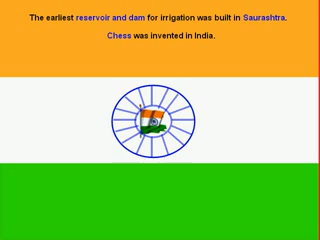 The earliest reservoir and dam for irrigation was built in Saurashtra.
Chess was invented in India.